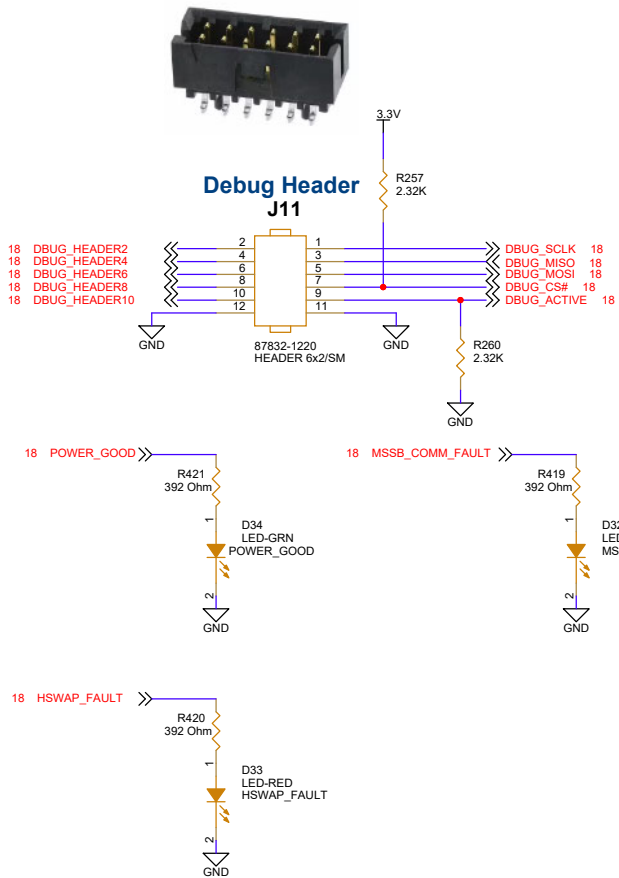 3.3V
R257
2.32K
Debug Header
J11
18 DBUG_HEADER2 2 1 DBUG_SCLK 18
18 DBUG_HEADER4 4 3 DBUG_MISO 18
18 DBUG_HEADER6 6 5 DBUG_MOSI 18
18 DBUG_HEADER8 8 7 DBUG_CS# 18
18 DBUG_HEADER10 10 9 DBUG_ACTIVE 18
12 11
GND
GND
87832-1220
HEADER 6x2/SM
R260
2.32K
GND
18 POWER_GOOD
R421
392 Ohm
1
D34
LED-GRN
POWER_GOOD
2
GND
18 MSSB_COMM_FAULT
R419
392 Ohm
1
D32
LED
MS
2
GND
18 HSWAP_FAULT
R420
392 Ohm
1
D33
LED-RED
HSWAP_FAULT
2
GND